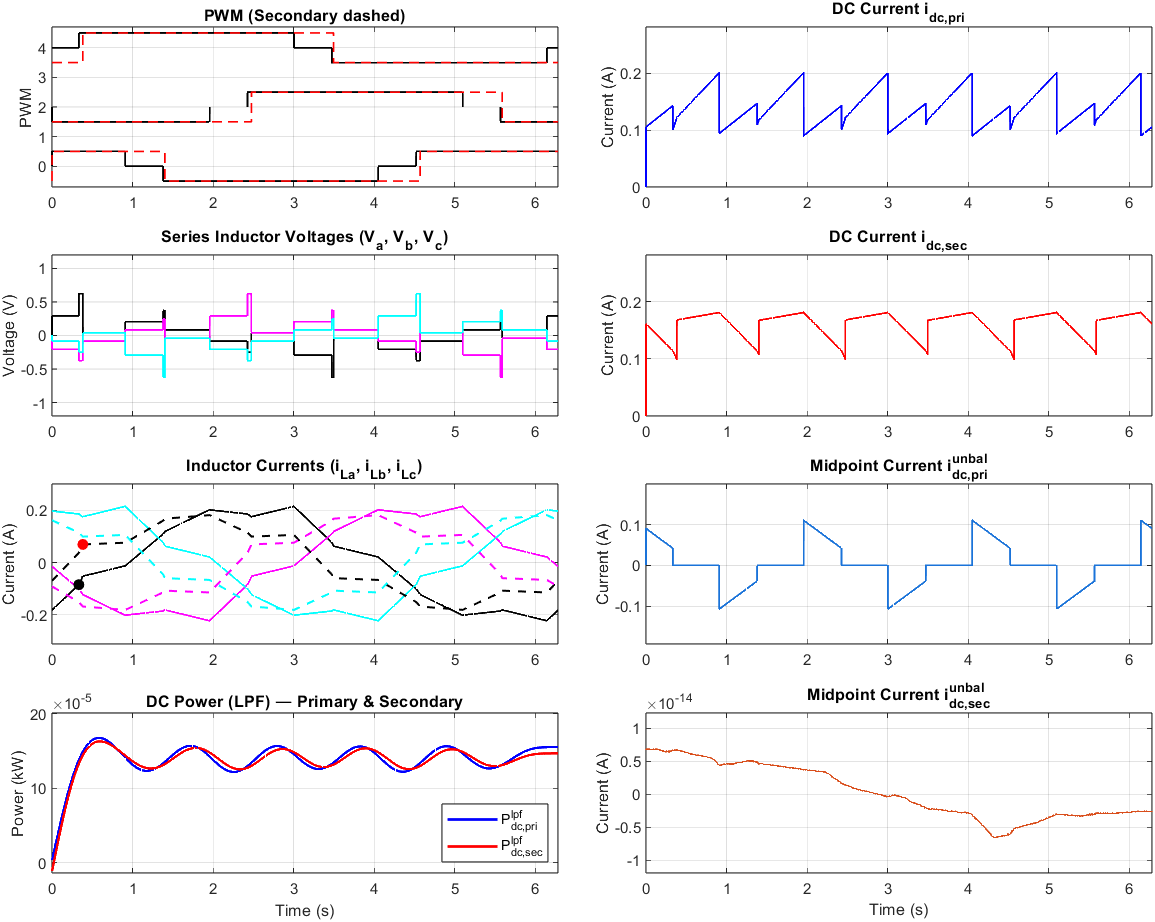 PWM (Secondary dashed)
PWM
4
3
2
1
0
0 1 2 3 4 5 6
DC Current i_dc,pri
Current (A)
0.2
0.1
0
0 1 2 3 4 5 6
Series Inductor Voltages (V_a, V_b, V_c)
Voltage (V)
1
0.5
0
-0.5
-1
0 1 2 3 4 5 6
DC Current i_dc,sec
Current (A)
0.2
0.1
0
0 1 2 3 4 5 6
Inductor Currents (i_La, i_Lb, i_Lc)
Current (A)
0.2
0
-0.2
0 1 2 3 4 5 6
Midpoint Current i_dc,pri^unbal
Current (A)
0.1
0
-0.1
0 1 2 3 4 5 6
DC Power (LPF) — Primary & Secondary
×10^-5
Power (kW)
20
10
0
P_dc,pri^lpf
P_dc,sec^lpf
0 1 2 3 4 5 6
Time (s)
Midpoint Current i_dc,sec^unbal
×10^-14
Current (A)
1
0.5
0
-0.5
-1
0 1 2 3 4 5 6
Time (s)